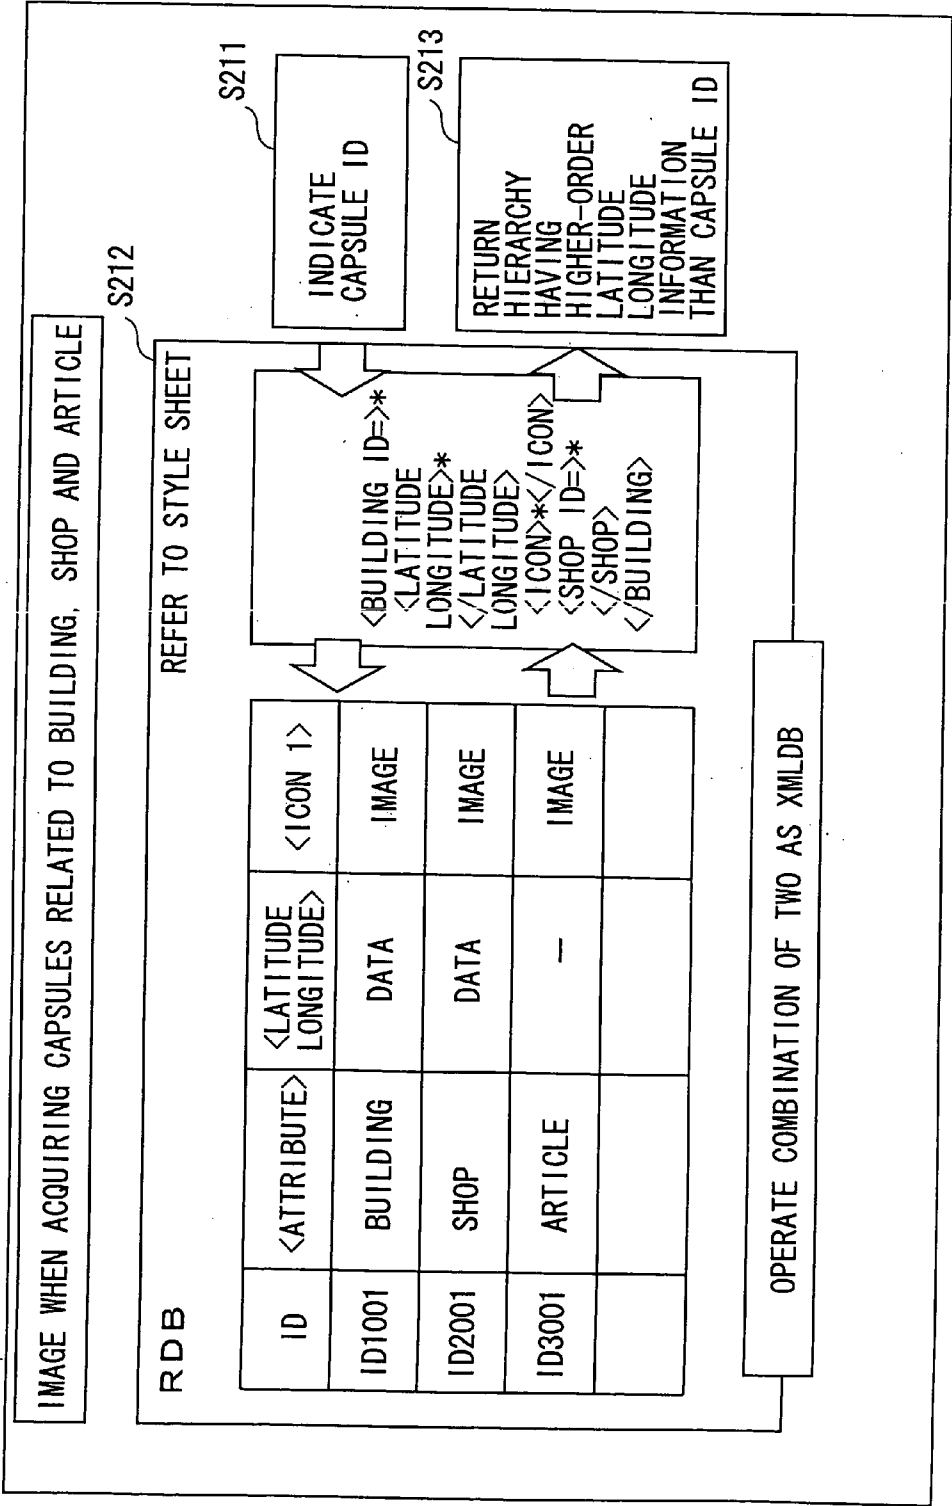 IMAGE WHEN ACQUIRING CAPSULES RELATED TO BUILDING, SHOP AND ARTICLE
S212
RDB
REFER TO STYLE SHEET
ID <ATTRIBUTE> <LATITUDE LONGITUDE> <ICON 1>
ID1001 BUILDING DATA IMAGE
ID2001 SHOP DATA IMAGE
ID3001 ARTICLE — IMAGE
<BUILDING ID=>*
<LATITUDE
LONGITUDE>*
</LATITUDE
LONGITUDE>
<ICON>*</ICON>
<SHOP ID=>*
</SHOP>
</BUILDING>
S211
INDICATE
CAPSULE ID
S213
RETURN
HIERARCHY
HAVING
HIGHER-ORDER
LATITUDE
LONGITUDE
INFORMATION
THAN CAPSULE ID
OPERATE COMBINATION OF TWO AS XMLDB